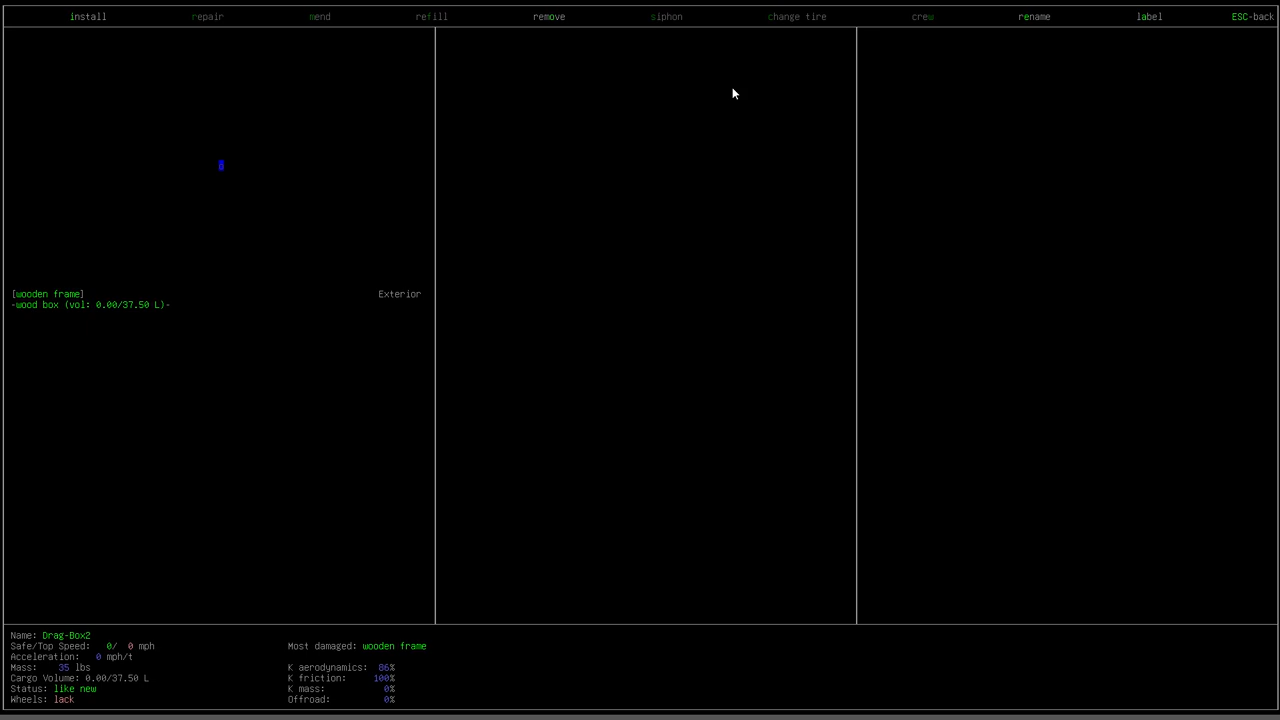 install repair mend refill remove siphon change tire crew rename label ESC-back
[wooden frame] Exterior
-wood box (vol: 0.00/37.50 L)-
Name: Drag-Box2
Safe/Top Speed: 0/ 0 mph Most damaged: wooden frame
Acceleration: 0 mph/t
Mass: 35 lbs K aerodynamics: 86%
Cargo Volume: 0.00/37.50 L K friction: 100%
Status: like new K mass: 0%
Wheels: lack Offroad: 0%